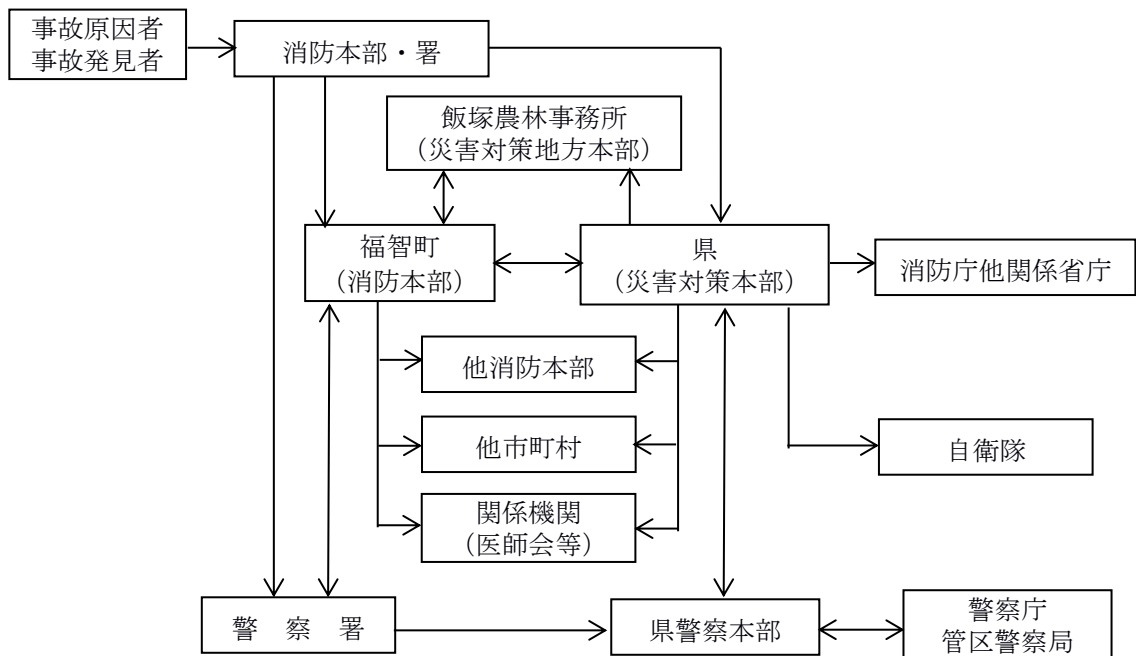 事故原因者
事故発見者
消防本部・署
飯塚農林事務所
（災害対策地方本部）
福智町
（消防本部）
県
（災害対策本部）
消防庁他関係省庁
他消防本部
他市町村
自衛隊
関係機関
（医師会等）
警　察　署
県警察本部
警察庁
管区警察局